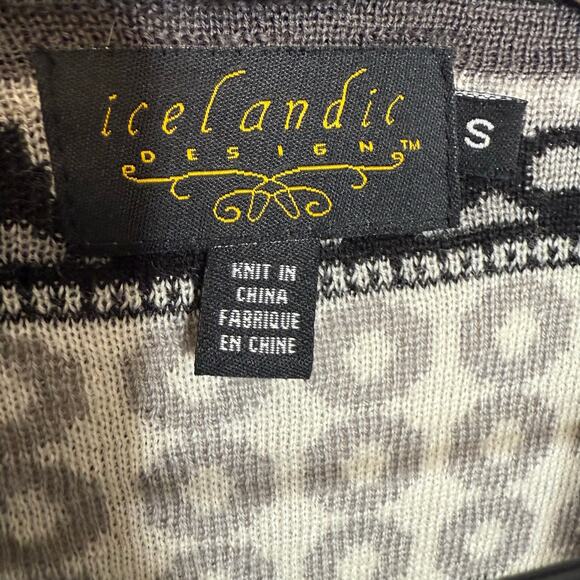 icelandic
DESIGN™
S
KNIT IN
CHINA
FABRIQUE
EN CHINE